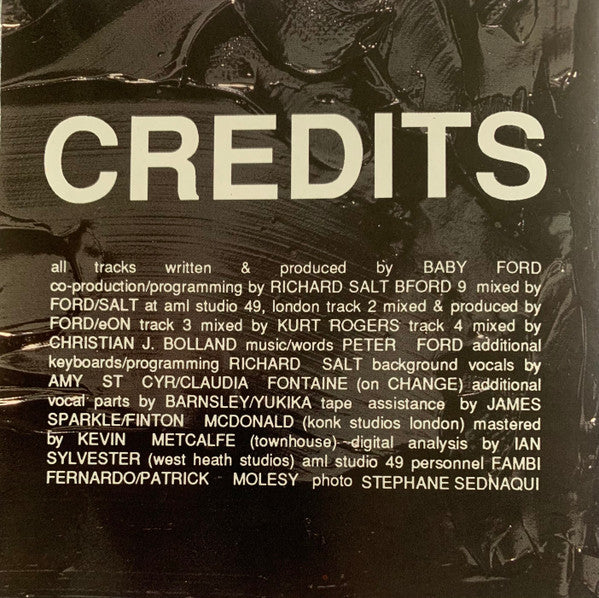 CREDITS
all tracks written & produced by BABY FORD
co-production/programming by RICHARD SALT BFORD 9 mixed by
FORD/SALT at aml studio 49, london track 2 mixed & produced by
FORD/eON track 3 mixed by KURT ROGERS track 4 mixed by
CHRISTIAN J. BOLLAND music/words PETER FORD additional
keyboards/programming RICHARD SALT background vocals by
AMY ST CYR/CLAUDIA FONTAINE (on CHANGE) additional
vocal parts by BARNSLEY/YUKIKA tape assistance by JAMES
SPARKLE/FINTON MCDONALD (konk studios london) mastered
by KEVIN METCALFE (townhouse) digital analysis by IAN
SYLVESTER (west heath studios) aml studio 49 personnel F.AMBI
FERNARDO/PATRICK MOLESY photo STEPHANE SEDNAQUI